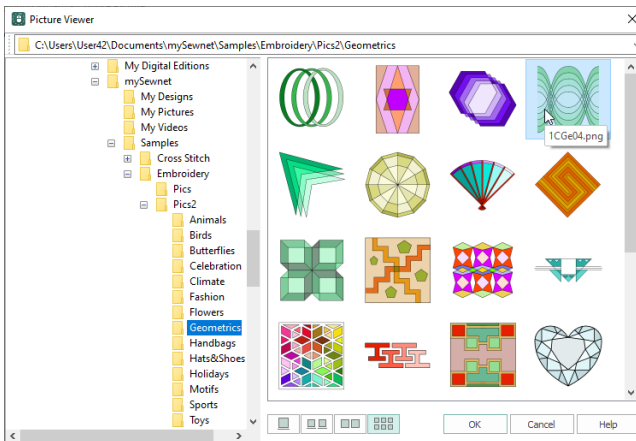 Picture Viewer
C:\Users\User42\Documents\mySewnet\Samples\Embroidery\Pics2\Geometrics
My Digital Editions
mySewnet
My Designs
My Pictures
My Videos
Samples
Cross Stitch
Embroidery
Pics
Pics2
Animals
Birds
Butterflies
Celebration
Climate
Fashion
Flowers
Geometrics
Handbags
Hats&Shoes
Holidays
Motifs
Sports
Toys
1CGe04.png
OK
Cancel
Help